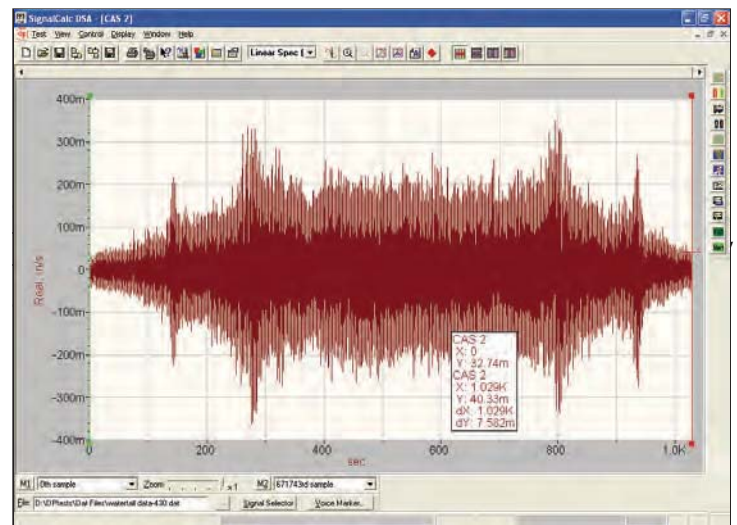 SignalCalc DSA - [CAS 2]
Test View Control Display Window Help
Linear Spec (
400m
300m
200m
100m
0
-100m
-200m
-300m
-400m
Real, in/s
CAS 2
X: 0
Y: 32.74m
CAS 2
X: 1.029K
Y: 40.33m
dX: 1.029K
dY: 7.582m
0 200 400 600 800 1.0K
sec
M1 0th sample Zoom x1 M2 671743rd sample
File: D:\DPtests\Dat Files\waterfall data-430.dat ... Signal Selector Voice Marker...